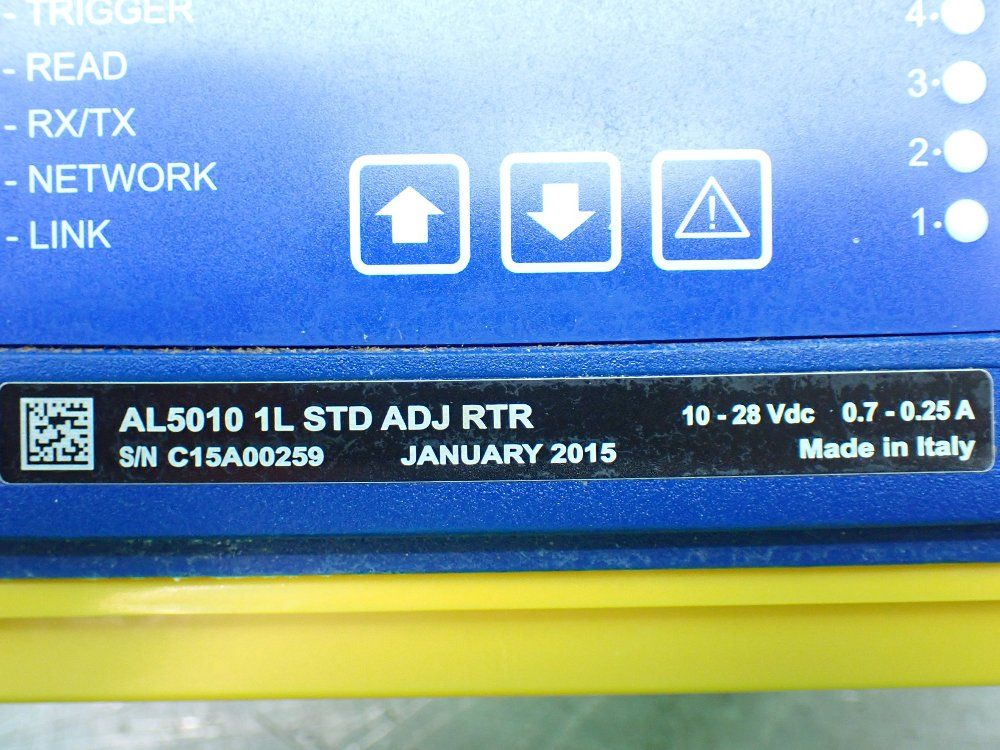 - TRIGGER
- READ
- RX/TX
- NETWORK
- LINK
4·
3·
2·
1·
!
AL5010 1L STD ADJ RTR
10 - 28 Vdc 0.7 - 0.25 A
S/N C15A00259
JANUARY 2015
Made in Italy